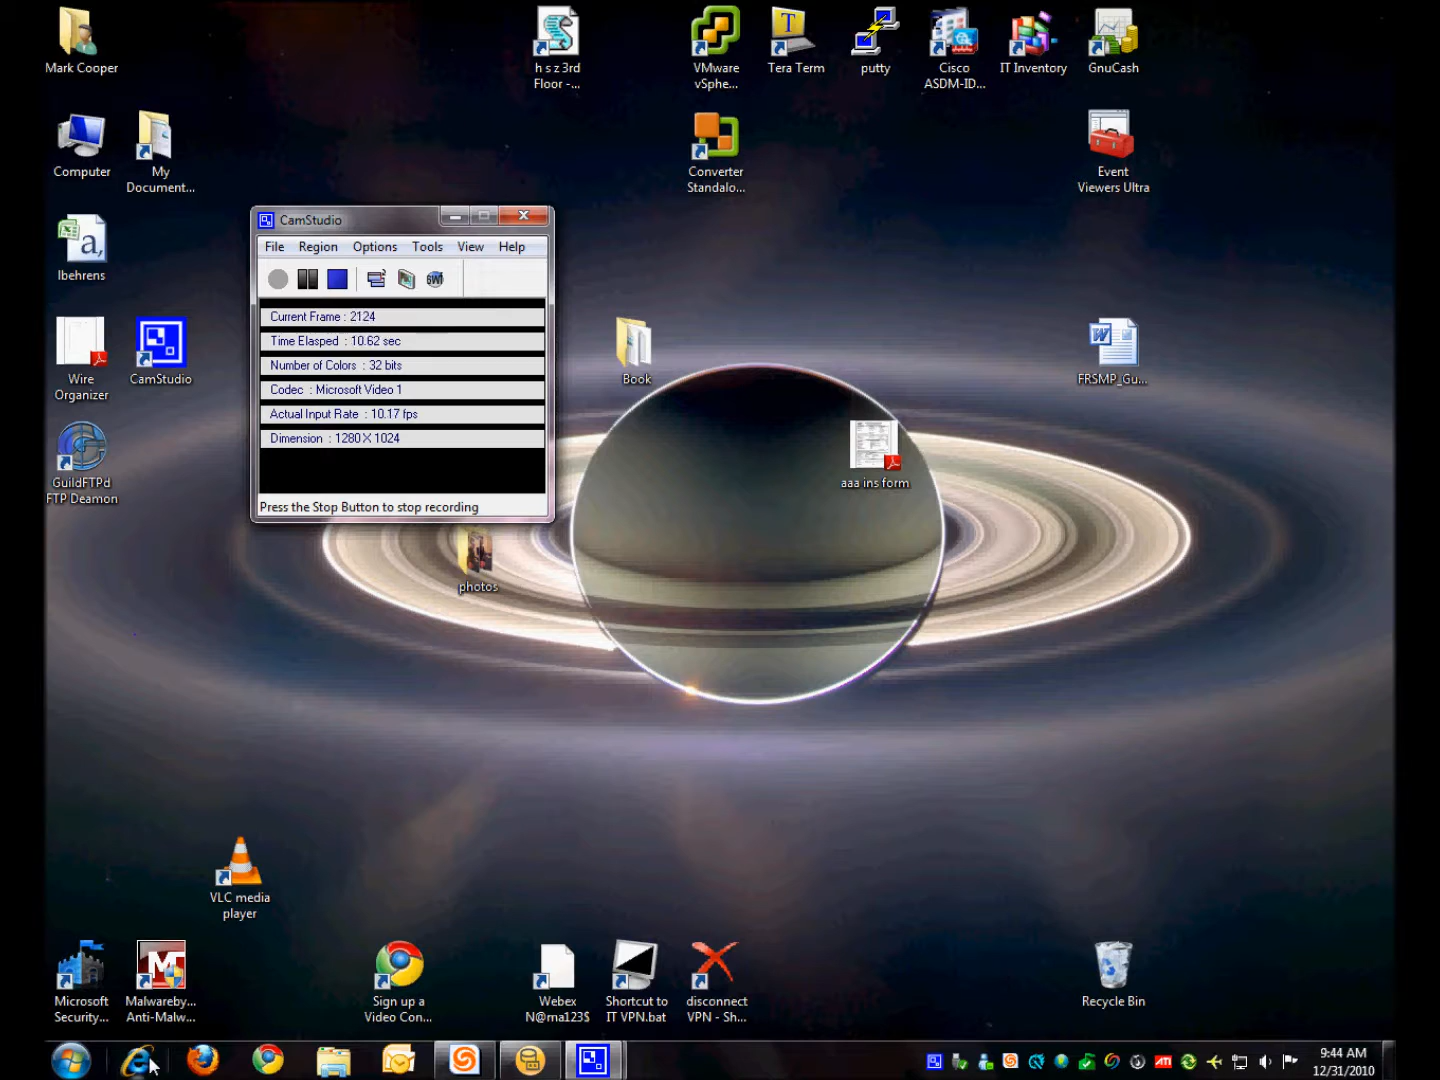 Mark Cooper
h s z 3rd
Floor -...
VMware
vSphe...
Tera Term
putty
Cisco
ASDM-ID...
IT Inventory
GnuCash
Computer
My
Document...
Converter
Standalo...
Event
Viewers Ultra
lbehrens
CamStudio
File Region Options Tools View Help
Current Frame : 2124
Time Elasped : 10.62 sec
Number of Colors : 32 bits
Codec : Microsoft Video 1
Actual Input Rate : 10.17 fps
Dimension : 1280 X 1024
Press the Stop Button to stop recording
Wire
Organizer
CamStudio
Book
FRSMP_Gu...
GuildFTPd
FTP Deamon
aaa ins form
photos
VLC media
player
Microsoft
Security...
Malwareby...
Anti-Malw...
Sign up a
Video Con...
Webex
N@ma123$
Shortcut to
IT VPN.bat
disconnect
VPN - Sh...
Recycle Bin
9:44 AM
12/31/2010